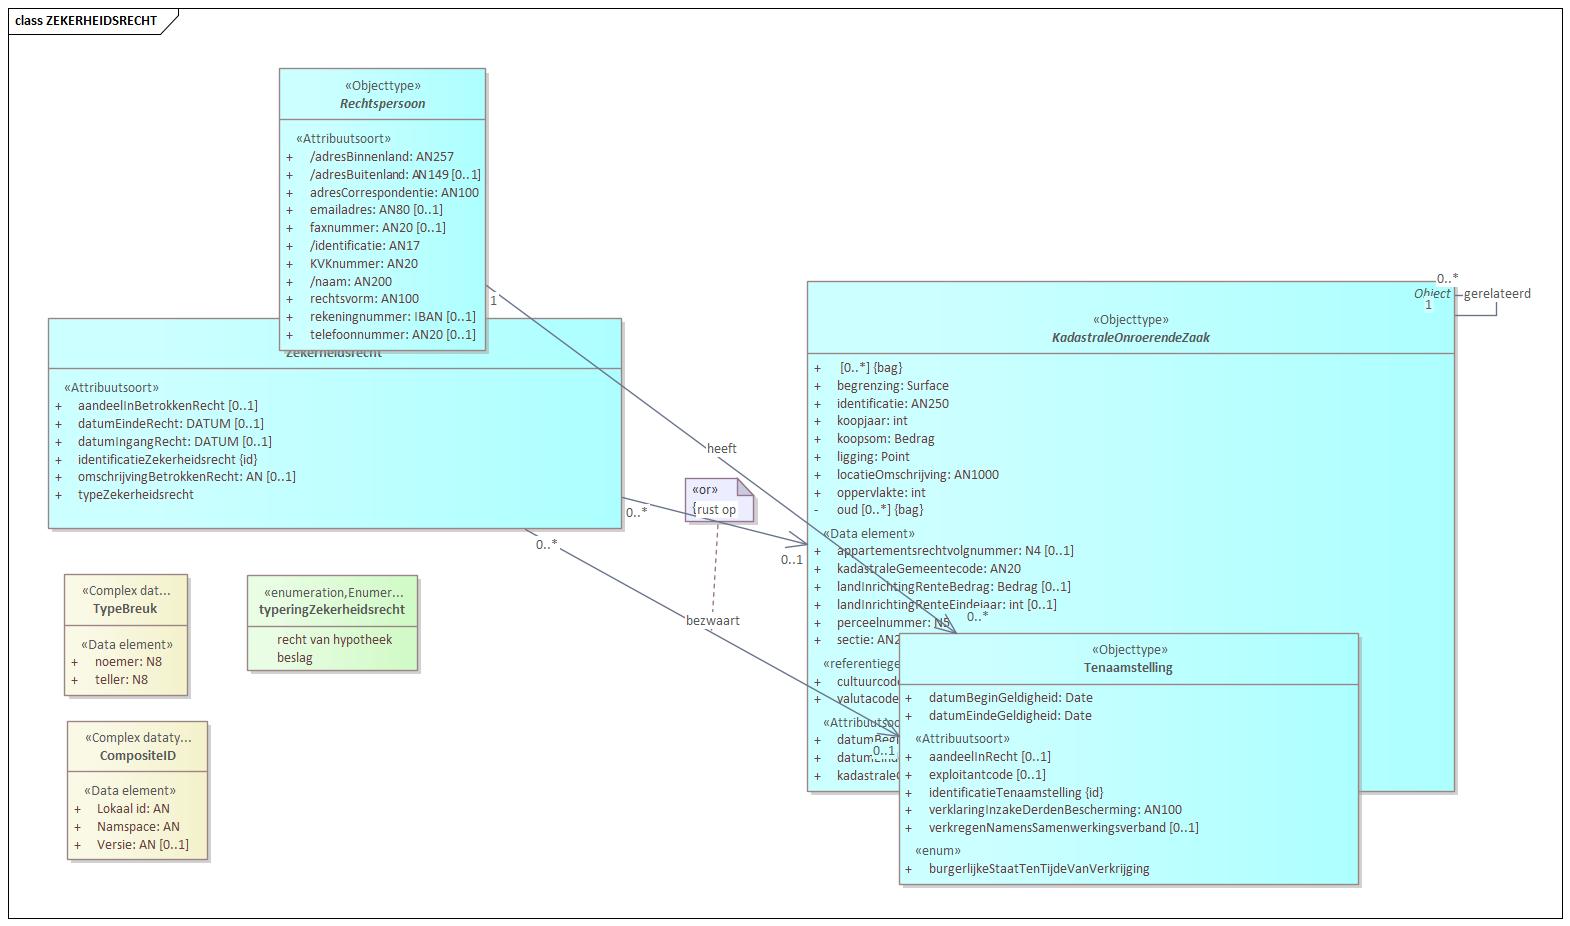 class ZEKERHEIDSRECHT
«Objecttype»
Rechtspersoon
«Attribuutsoort»
+ /adresBinnenland: AN257
+ /adresBuitenland: AN149 [0..1]
+ adresCorrespondentie: AN100
+ emailadres: AN80 [0..1]
+ faxnummer: AN20 [0..1]
+ /identificatie: AN17
+ KVKnummer: AN20
+ /naam: AN200
+ rechtsvorm: AN100
+ rekeningnummer: IBAN [0..1]
+ telefoonnummer: AN20 [0..1]
1
Zekerheidsrecht
«Attribuutsoort»
+ aandeelInBetrokkenRecht [0..1]
+ datumEindeRecht: DATUM [0..1]
+ datumIngangRecht: DATUM [0..1]
+ identificatieZekerheidsrecht {id}
+ omschrijvingBetrokkenRecht: AN [0..1]
+ typeZekerheidsrecht
heeft
«or»
{rust op
0..*
0..1
0..*
bezwaart
0..*
Object
gerelateerd
1
«Objecttype»
KadastraleOnroerendeZaak
+ [0..*] {bag}
+ begrenzing: Surface
+ identificatie: AN250
+ koopjaar: int
+ koopsom: Bedrag
+ ligging: Point
+ locatieOmschrijving: AN1000
+ oppervlakte: int
- oud [0..*] {bag}
«Data element»
+ appartementsrechtvolgnummer: N4 [0..1]
+ kadastraleGemeentecode: AN20
+ landInrichtingRenteBedrag: Bedrag [0..1]
+ landInrichtingRenteEindejaar: int [0..1]
+ perceelnummer: N5
+ sectie: AN2
«referentiege
+ cultuurcode
+ valutacode
«Attribuutsoo
+ datumBegi
+ datumEind
+ kadastrale
0..*
0..1
«Objecttype»
Tenaamstelling
+ datumBeginGeldigheid: Date
+ datumEindeGeldigheid: Date
«Attribuutsoort»
+ aandeelInRecht [0..1]
+ exploitantcode [0..1]
+ identificatieTenaamstelling {id}
+ verklaringInzakeDerdenBescherming: AN100
+ verkregenNamensSamenwerkingsverband [0..1]
«enum»
+ burgerlijkeStaatTenTijdeVanVerkrijging
«Complex dat...
TypeBreuk
«Data element»
+ noemer: N8
+ teller: N8
«enumeration,Enumer...
typeringZekerheidsrecht
recht van hypotheek
beslag
«Complex dataty...
CompositeID
«Data element»
+ Lokaal id: AN
+ Namspace: AN
+ Versie: AN [0..1]